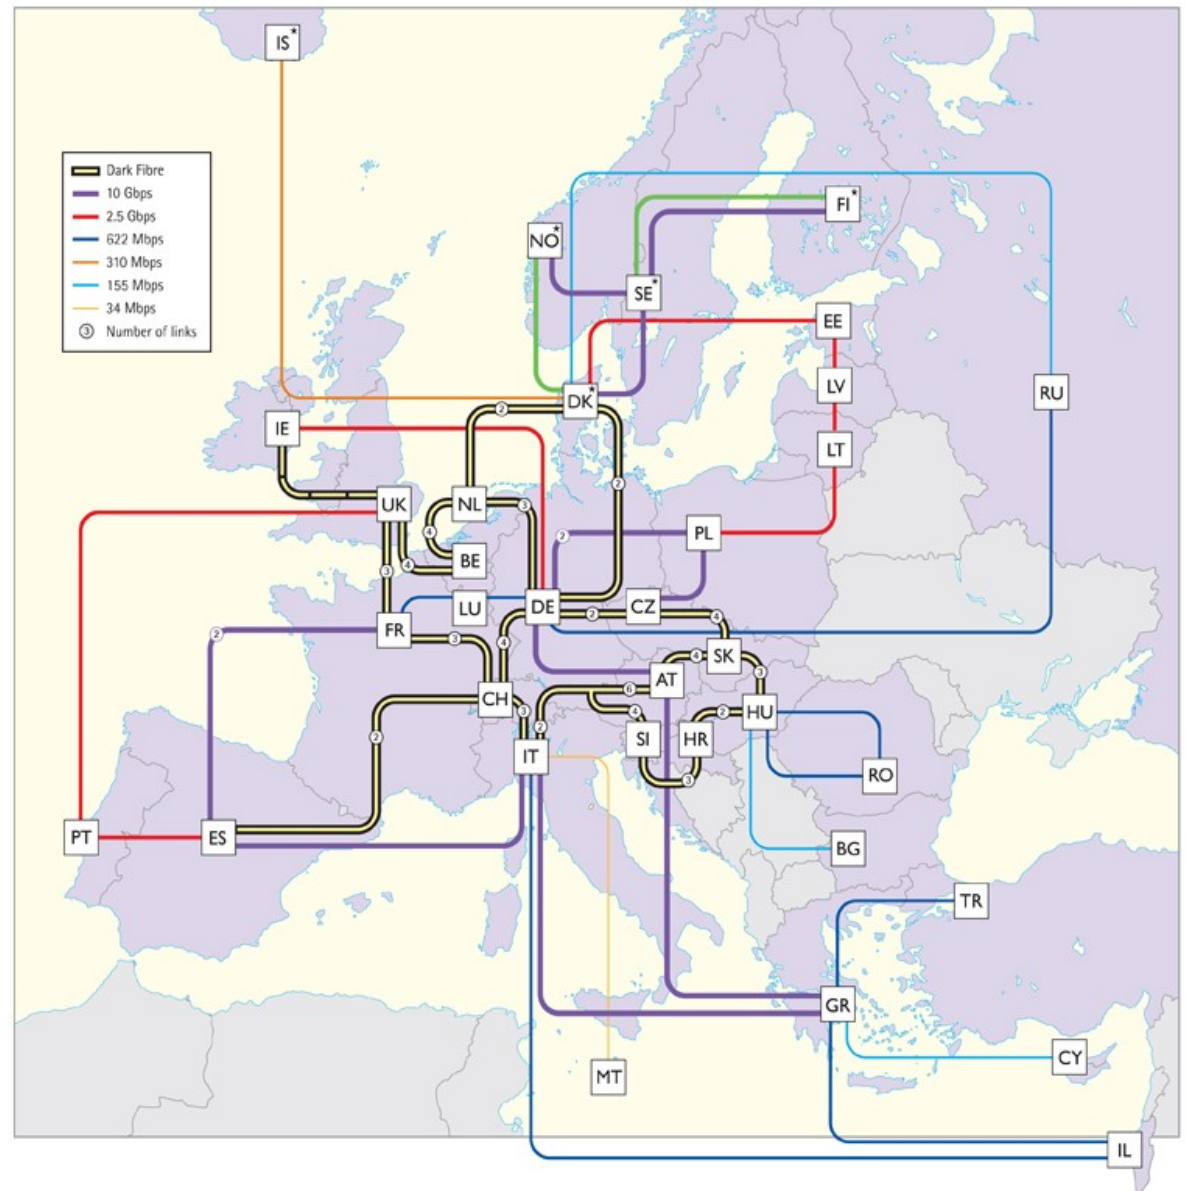 IS*
Dark Fibre
10 Gbps
2.5 Gbps
622 Mbps
310 Mbps
155 Mbps
34 Mbps
3 Number of links
FI*
NO*
SE*
EE
LV
RU
DK*
2
IE
LT
2
UK
NL
3
4
PL
2
BE
3
4
LU
DE
CZ
2
4
FR
2
3
4
SK
4
3
AT
6
CH
3
2
4
HU
2
2
SI
HR
IT
3
RO
PT
ES
BG
TR
GR
CY
MT
IL